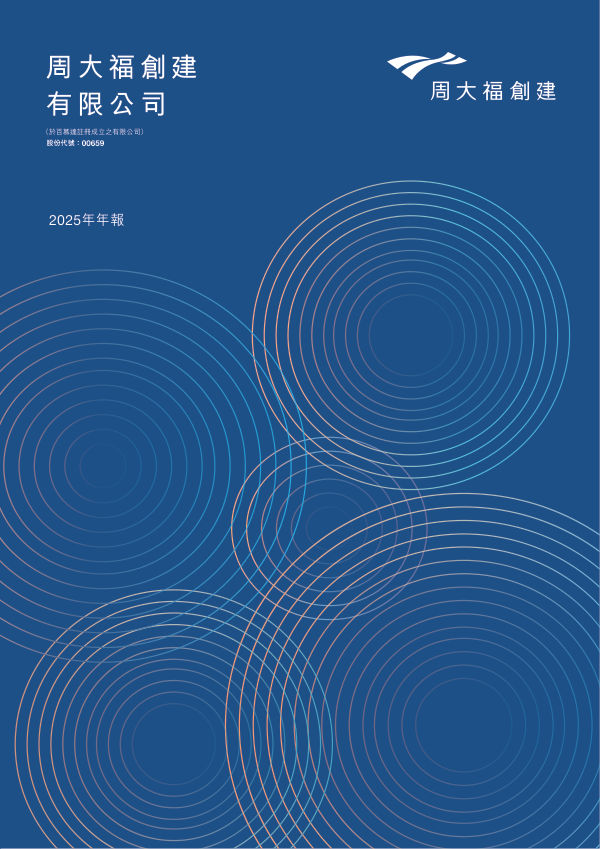 周大福創建
有限公司
(於百慕達註冊成立之有限公司)
股份代號：00659
周大福創建
2025年年報